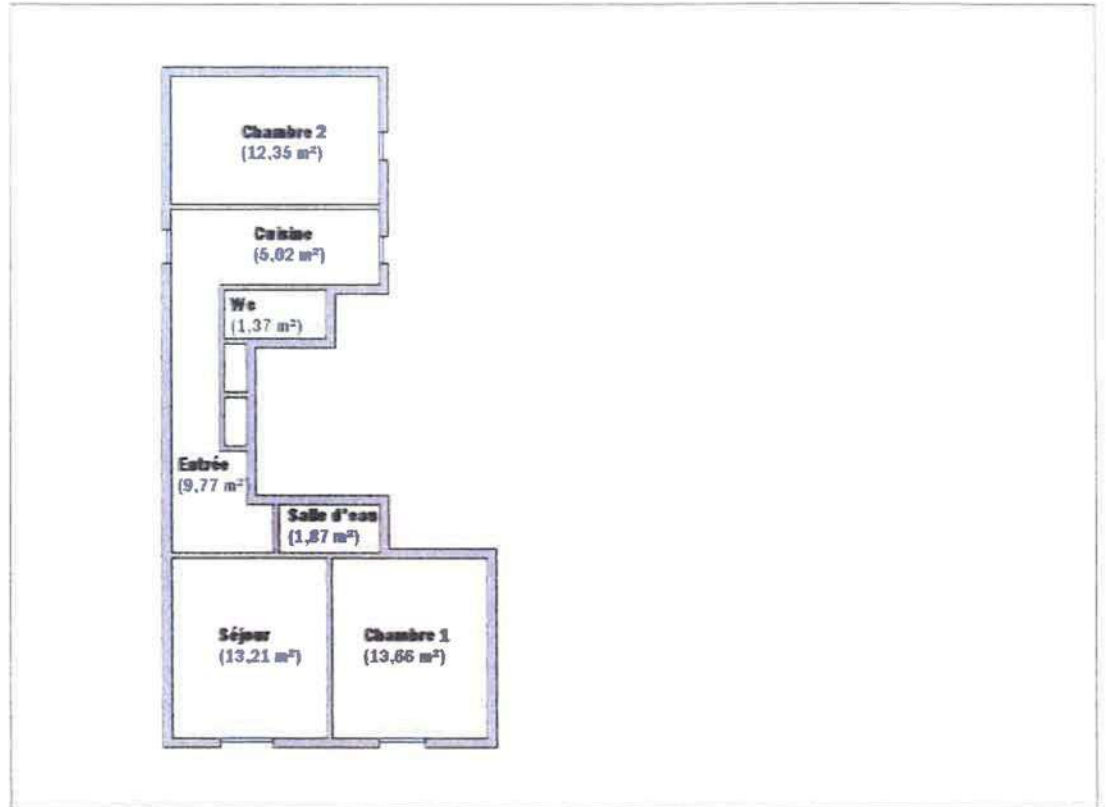 Chambre 2
(12,35 m²)
Cuisine
(5,02 m²)
Wc
(1,37 m²)
Entrée
(9,77 m²)
Salle d'eau
(1,87 m²)
Séjour
(13,21 m²)
Chambre 1
(13,66 m²)